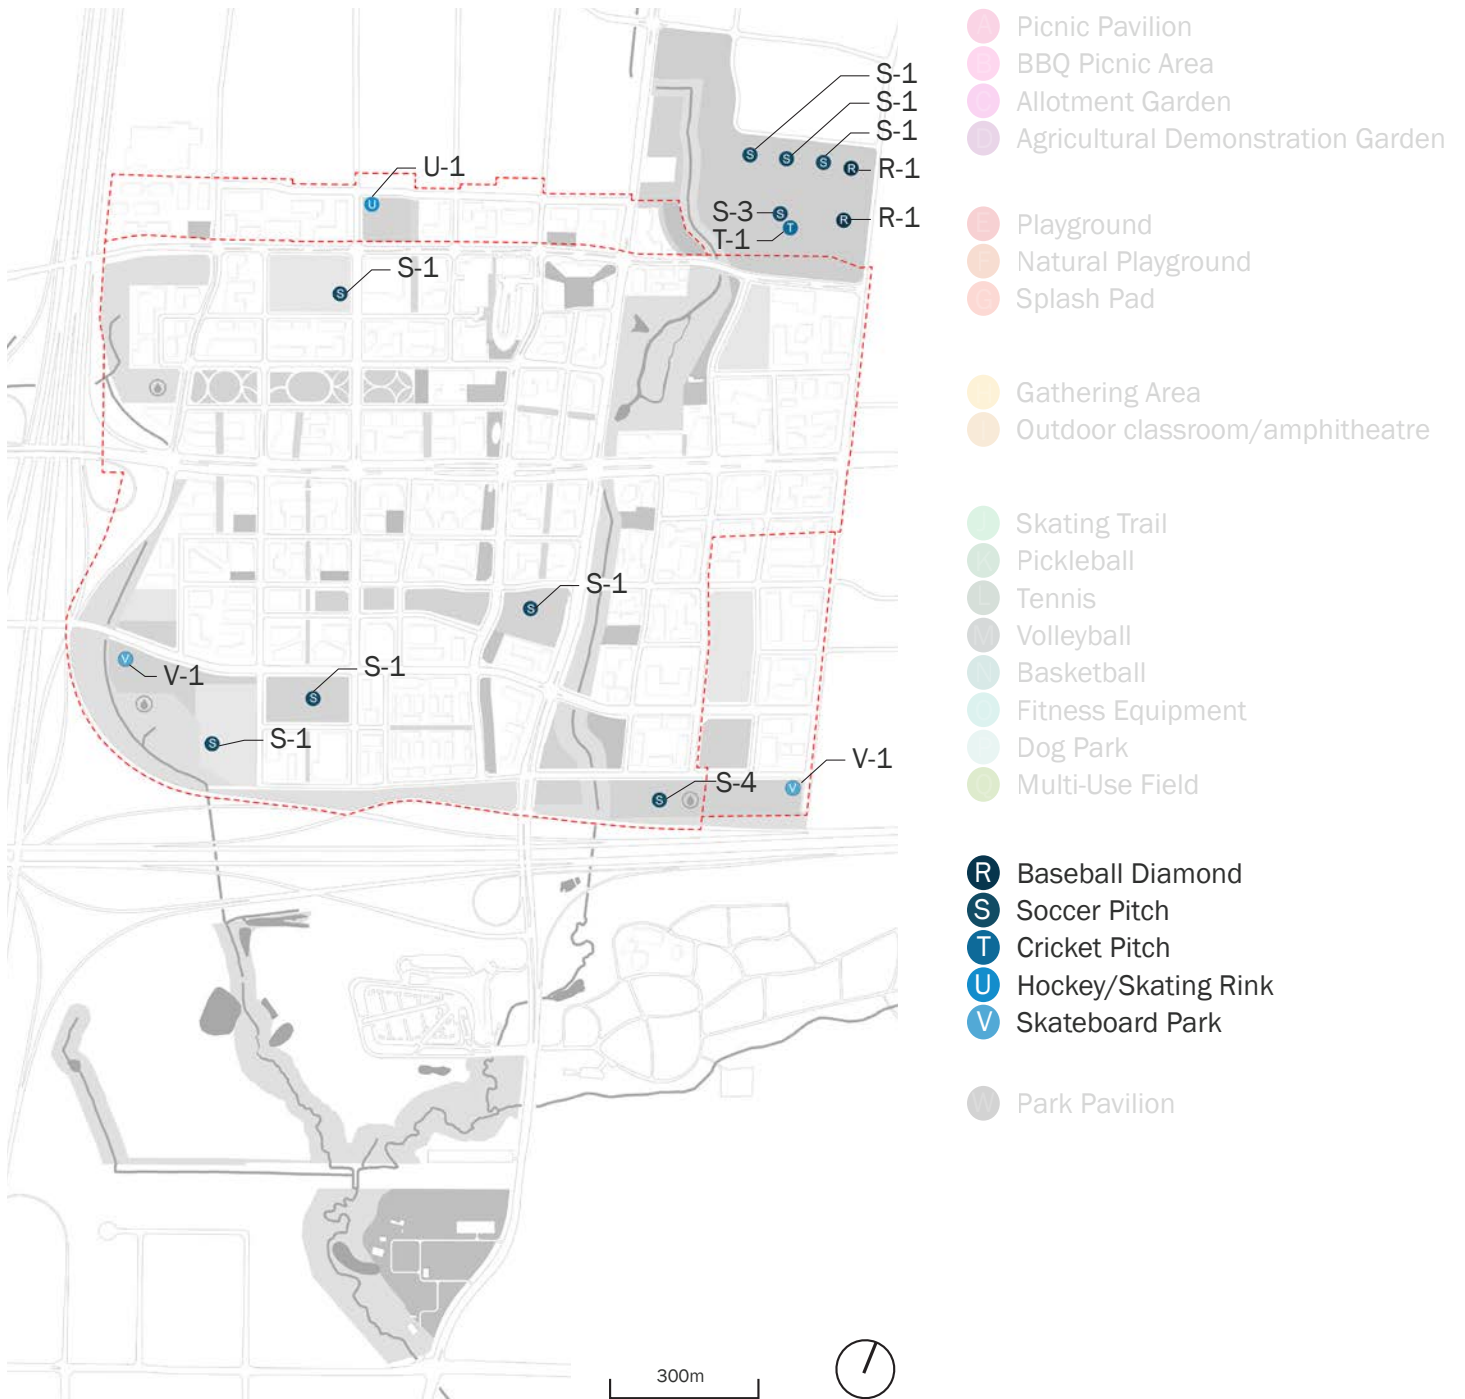 S-1
S-1
S-1
R-1
U-1
S-3
R-1
T-1
S-1
S-1
S-1
V-1
S-1
V-1
S-4
R
S
S
S
S
T
R
U
S
S
V
S
S
S
V
300m
A Picnic Pavilion
B BBQ Picnic Area
C Allotment Garden
D Agricultural Demonstration Garden
E Playground
F Natural Playground
G Splash Pad
Gathering Area
I Outdoor classroom/amphitheatre
J Skating Trail
K Pickleball
L Tennis
M Volleyball
N Basketball
Fitness Equipment
Dog Park
Multi-Use Field
R Baseball Diamond
S Soccer Pitch
T Cricket Pitch
U Hockey/Skating Rink
V Skateboard Park
W Park Pavilion